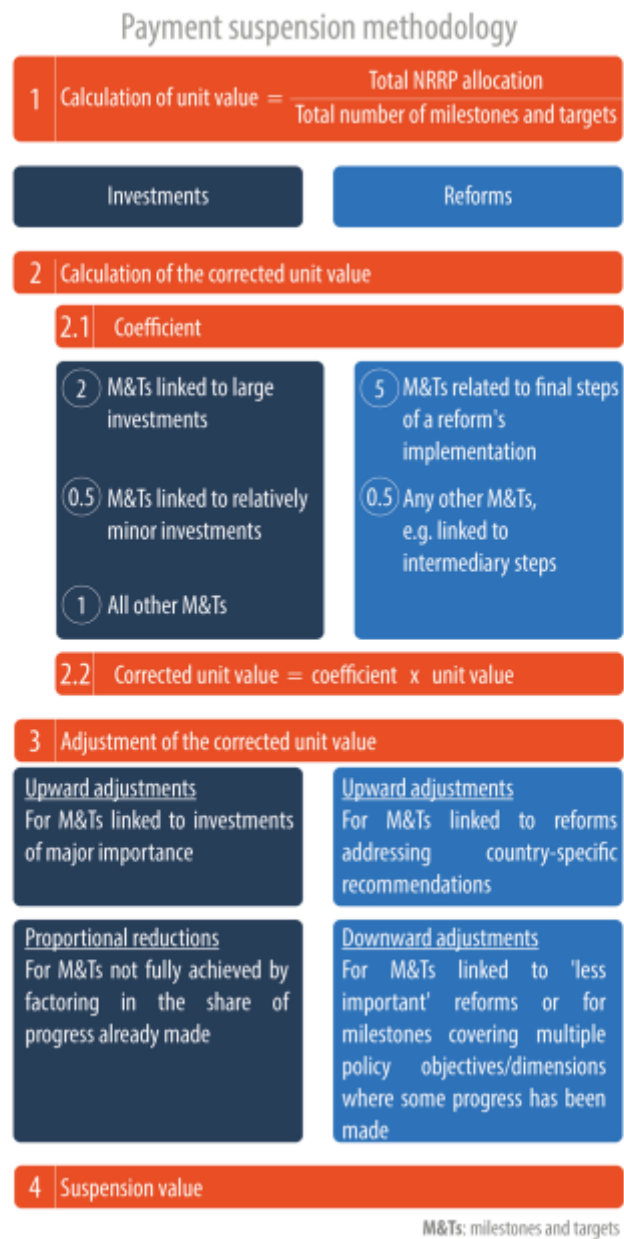 Payment suspension methodology
1 Calculation of unit value = Total NRRP allocation
Total number of milestones and targets
Investments
Reforms
2 Calculation of the corrected unit value
2.1 Coefficient
2 M&Ts linked to large
investments
0.5 M&Ts linked to relatively
minor investments
1 All other M&Ts
5 M&Ts related to final steps
of a reform's
implementation
0.5 Any other M&Ts,
e.g. linked to
intermediary steps
2.2 Corrected unit value = coefficient x unit value
3 Adjustment of the corrected unit value
Upward adjustments
For M&Ts linked to investments
of major importance
Upward adjustments
For M&Ts linked to reforms
addressing country-specific
recommendations
Proportional reductions
For M&Ts not fully achieved by
factoring in the share of
progress already made
Downward adjustments
For M&Ts linked to 'less
important' reforms or for
milestones covering multiple
policy objectives/dimensions
where some progress has been
made
4 Suspension value
M&Ts: milestones and targets